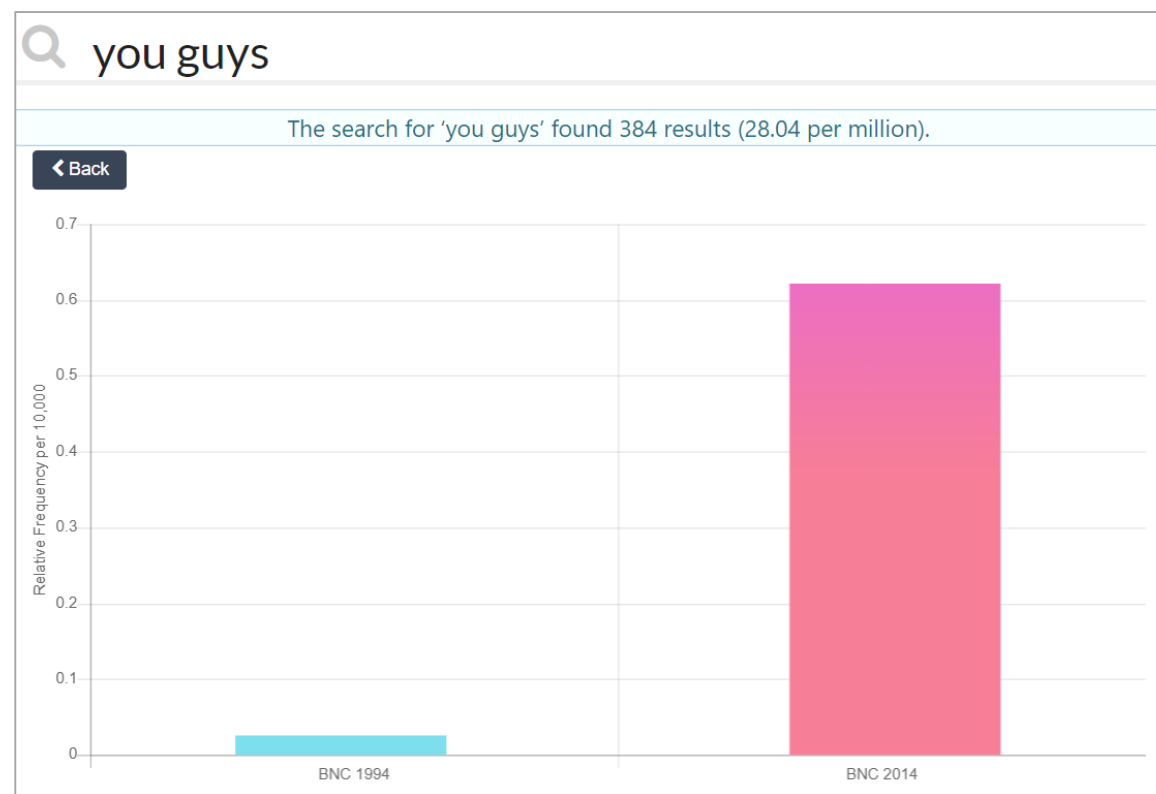 you guys
The search for ‘you guys’ found 384 results (28.04 per million).
Back
0.7
0.6
0.5
0.4
0.3
0.2
0.1
0
Relative Frequency per 10,000
BNC 1994
BNC 2014